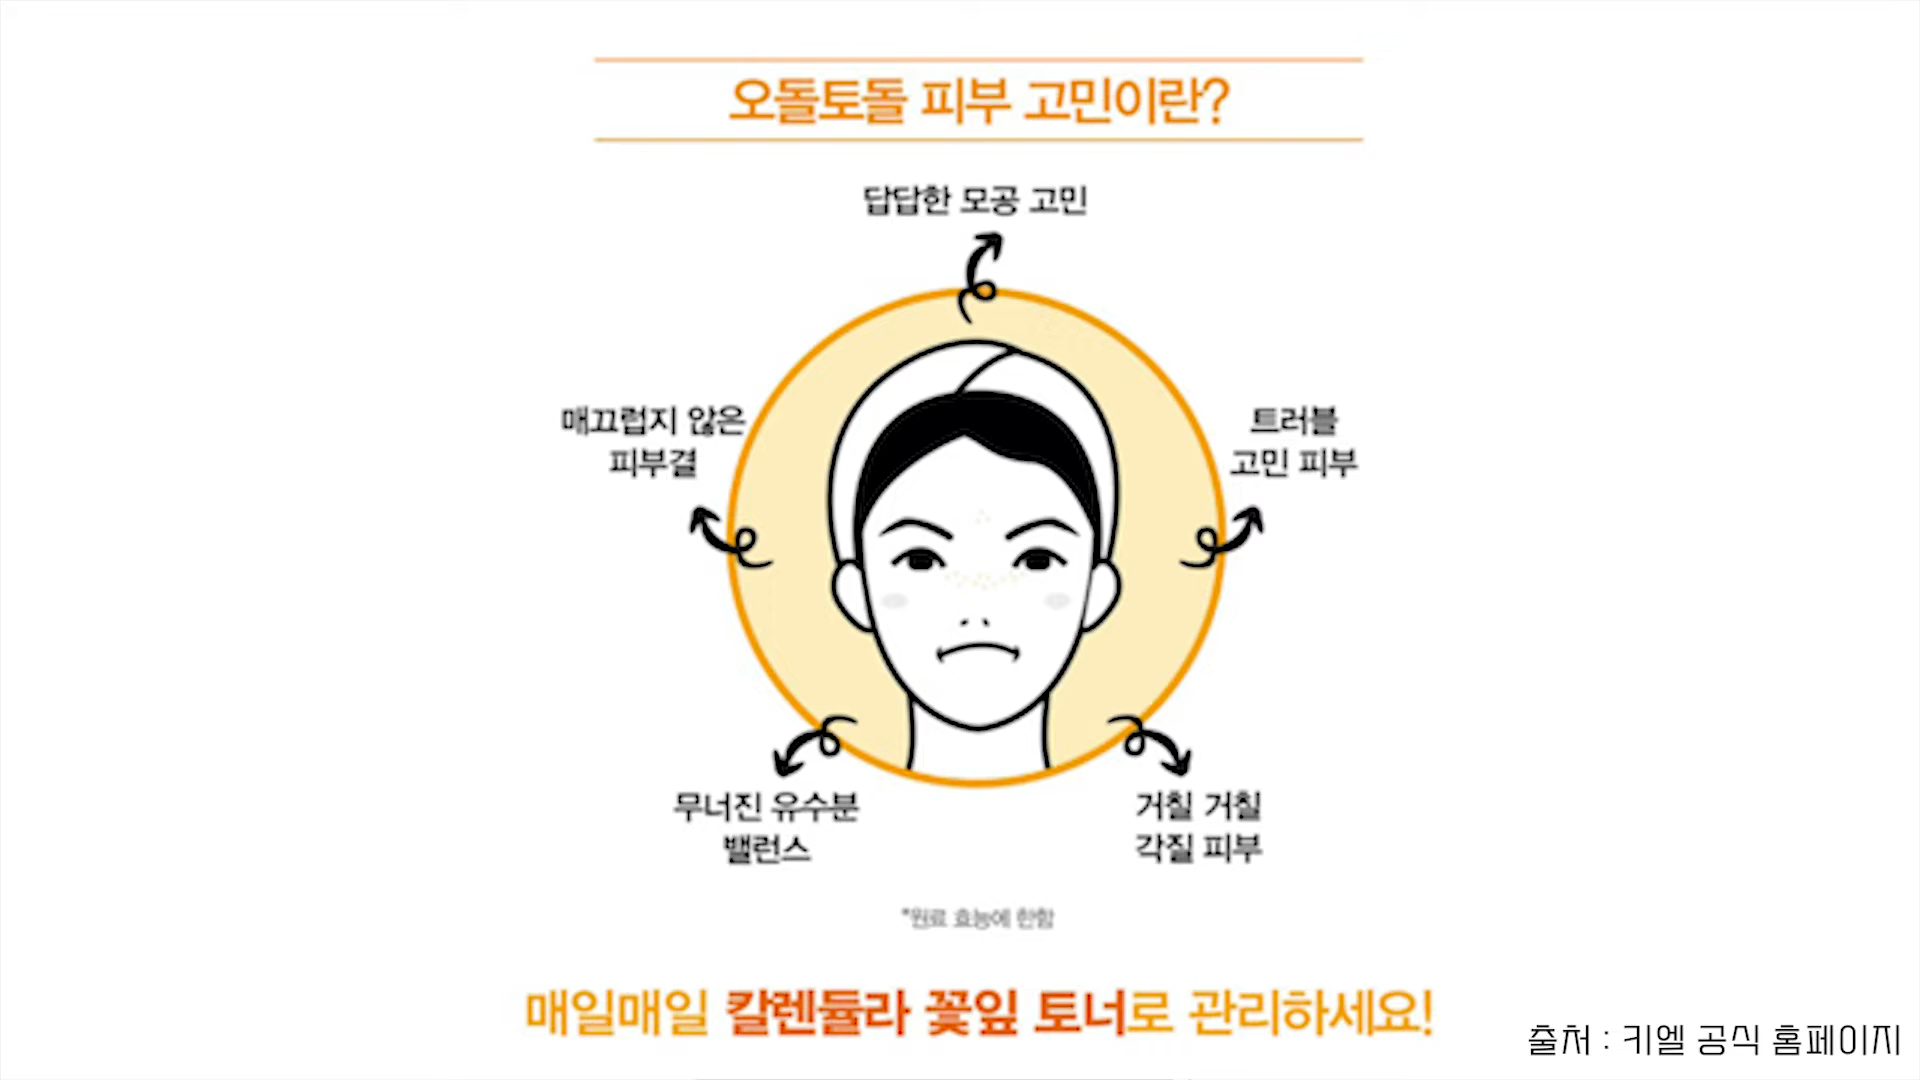 오돌토돌 피부 고민이란?
답답한 모공 고민
매끄럽지 않은
피부결
트러블
고민 피부
무너진 유수분
밸런스
거칠 거칠
각질 피부
*원료 효능에 한함
매일매일 칼렌듈라 꽃잎 토너로 관리하세요!
출처 : 키엘 공식 홈페이지